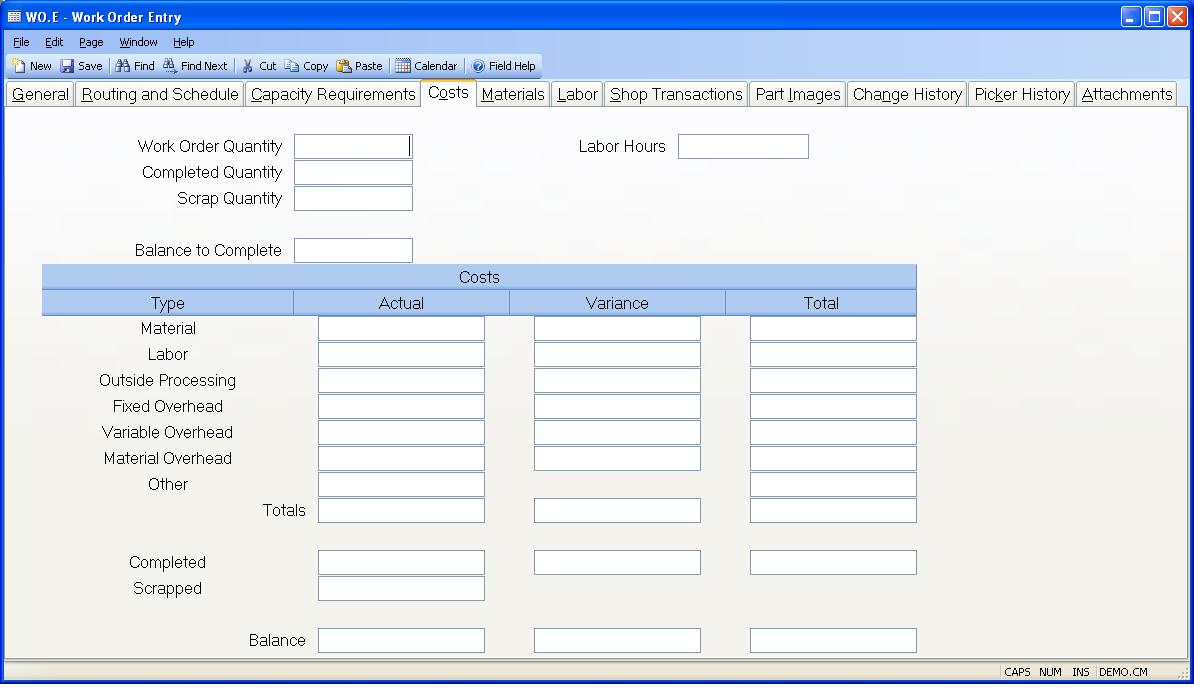 WO.E - Work Order Entry
File Edit Page Window Help
New Save Find Find Next Cut Copy Paste Calendar Field Help
General Routing and Schedule Capacity Requirements Costs Materials Labor Shop Transactions Part Images Change History Picker History Attachments
Work Order Quantity Labor Hours
Completed Quantity
Scrap Quantity
Balance to Complete
Costs
Type Actual Variance Total
Material
Labor
Outside Processing
Fixed Overhead
Variable Overhead
Material Overhead
Other
Totals
Completed
Scrapped
Balance
CAPS NUM INS DEMO.CM